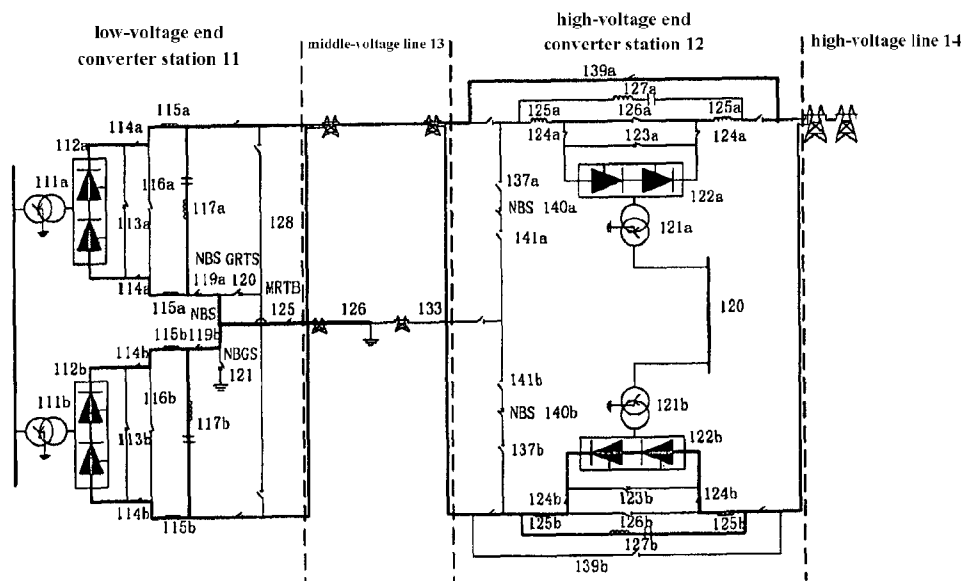 low-voltage end
converter station 11
middle-voltage line 13
high-voltage end
converter station 12
high-voltage line 14
139a
127a
115a
125a
126a
125a
114a
124a
123a
124a
112a
111a
116a
137a
122a
117a
128
NBS 140a
113a
121a
NBS GRTS
141a
114a
119a
120
MRTB
115a
NBS
125
126
133
120
115b
119b
114b
NBGS
112b
121
141b
111b
116b
121b
NBS 140b
117b
113b
137b
122b
124b
123b
124b
114b
125b
126b
125b
115b
127b
139b